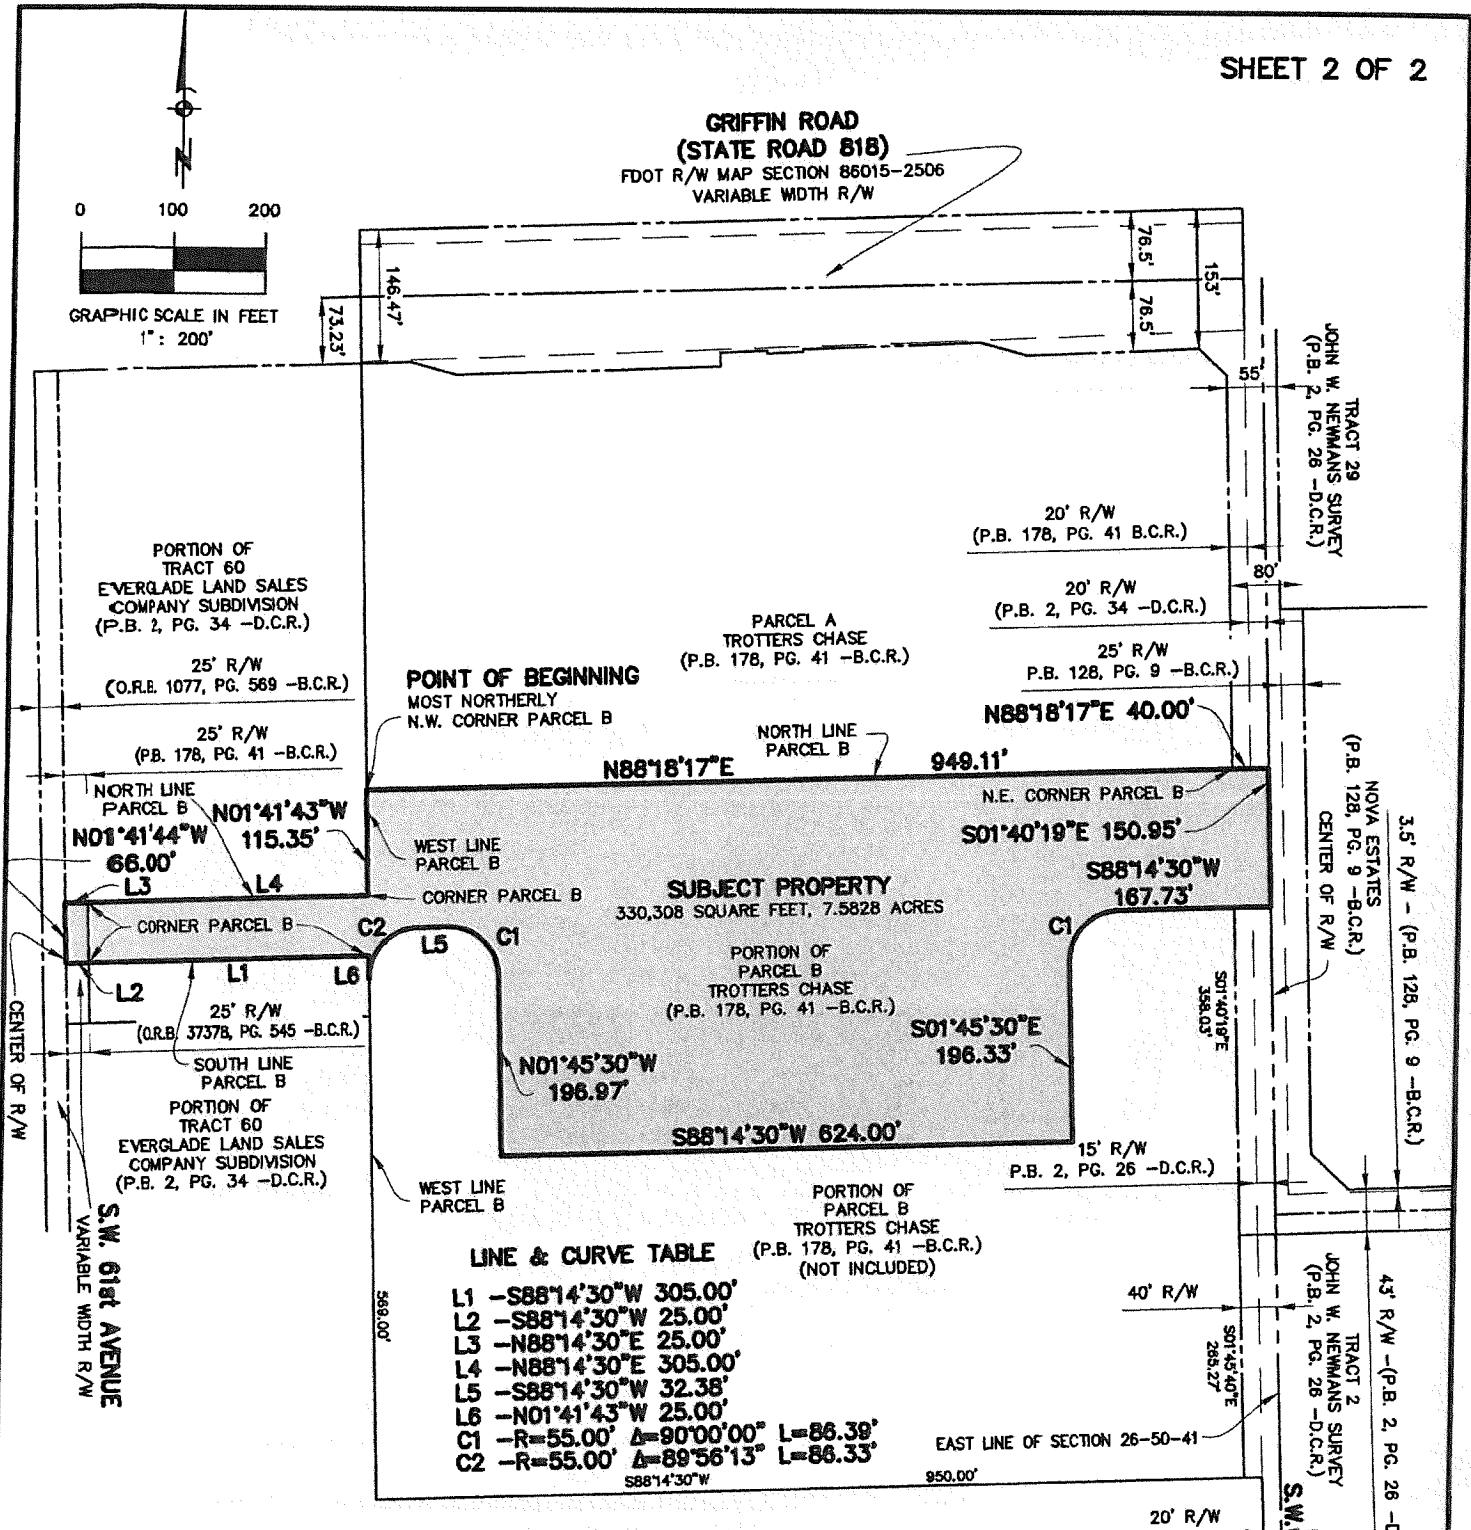 SHEET 2 OF 2
GRIFFIN ROAD
(STATE ROAD 818)
FDOT R/W MAP SECTION 86015-2506
VARIABLE WIDTH R/W
0 100 200
GRAPHIC SCALE IN FEET
1": 200'
N
146.47'
73.23'
76.5'
76.5'
153'
55'
TRACT 29
JOHN W. NEWMANS SURVEY
(P.B. 2, PG. 26 -D.C.R.)
20' R/W
(P.B. 178, PG. 41 B.C.R.)
80'
20' R/W
(P.B. 2, PG. 34 -D.C.R.)
25' R/W
P.B. 128, PG. 9 -B.C.R.)
PORTION OF
TRACT 60
EVERGLADE LAND SALES
COMPANY SUBDIVISION
(P.B. 2, PG. 34 -D.C.R.)
25' R/W
(O.R.B. 1077, PG. 569 -B.C.R.)
25' R/W
(P.B. 178, PG. 41 -B.C.R.)
PARCEL A
TROTTERS CHASE
(P.B. 178, PG. 41 -B.C.R.)
POINT OF BEGINNING
MOST NORTHERLY
N.W. CORNER PARCEL B
N88°18'17"E 40.00'
NORTH LINE
PARCEL B
N88°18'17"E 949.11'
N.E. CORNER PARCEL B
NORTH LINE
PARCEL B
N01°41'43"W
115.35'
N01°41'44"W
66.00'
L3
L4
WEST LINE
PARCEL B
CORNER PARCEL B
S01°40'19"E 150.95'
S88°14'30"W
167.73'
SUBJECT PROPERTY
330,308 SQUARE FEET, 7.5828 ACRES
CORNER PARCEL B
C2
L5
C1
C1
L1
L6
L2
PORTION OF
PARCEL B
TROTTERS CHASE
(P.B. 178, PG. 41 -B.C.R.)
NOVA ESTATES
(P.B. 128, PG. 9 -B.C.R.)
CENTER OF R/W
3.5' R/W - (P.B. 128, PG. 9 -B.C.R.)
S01°40'19"E
358.03'
25' R/W
(O.R.B. 37378, PG. 545 -B.C.R.)
SOUTH LINE
PARCEL B
CENTER OF R/W
N01°45'30"W
196.97'
S01°45'30"E
196.33'
S88°14'30"W 624.00'
PORTION OF
TRACT 60
EVERGLADE LAND SALES
COMPANY SUBDIVISION
(P.B. 2, PG. 34 -D.C.R.)
15' R/W
P.B. 2, PG. 26 -D.C.R.)
WEST LINE
PARCEL B
PORTION OF
PARCEL B
TROTTERS CHASE
(P.B. 178, PG. 41 -B.C.R.)
(NOT INCLUDED)
S.W. 61st AVENUE
VARIABLE WIDTH R/W
569.00'
LINE & CURVE TABLE
L1 -S88°14'30"W 305.00'
L2 -S88°14'30"W 25.00'
L3 -N88°14'30"E 25.00'
L4 -N88°14'30"E 305.00'
L5 -S88°14'30"W 32.38'
L6 -N01°41'43"W 25.00'
C1 -R=55.00' Δ=90°00'00" L=86.39'
C2 -R=55.00' Δ=89°56'13" L=86.33'
S88°14'30"W 950.00'
40' R/W
S01°45'40"E
265.27'
TRACT 2
JOHN W. NEWMANS SURVEY
(P.B. 2, PG. 26 -D.C.R.)
43' R/W -(P.B. 2, PG. 26 -D
EAST LINE OF SECTION 26-50-41
S.W.
20' R/W